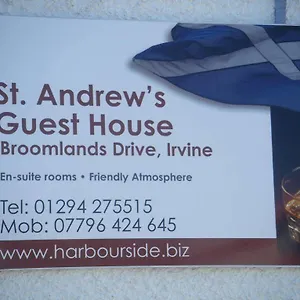 St. Andrew's
Guest House
Broomlands Drive, Irvine
En-suite rooms • Friendly Atmosphere
Tel: 01294 275515
Mob: 07796 424 645
www.harbourside.biz